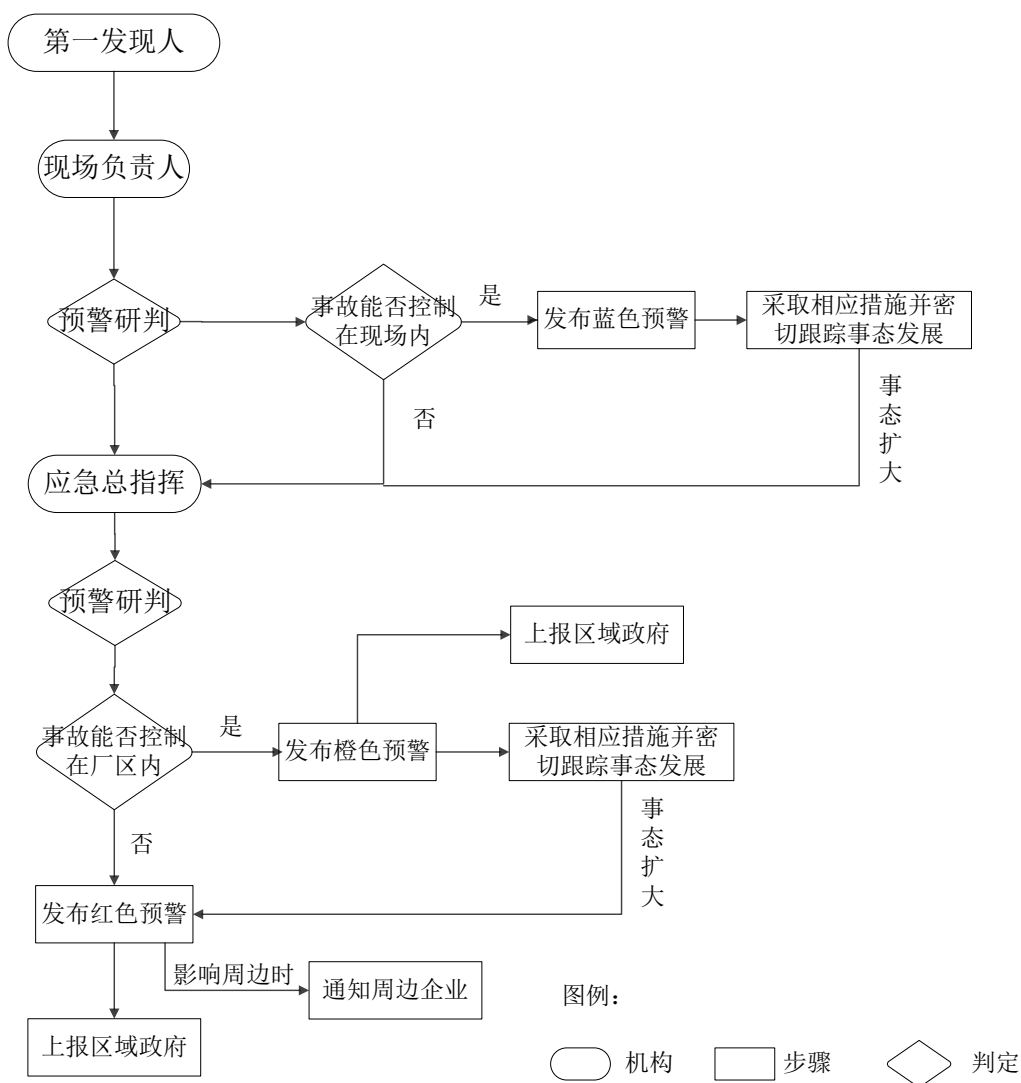 第一发现人
现场负责人
预警研判
事故能否控制
在现场内
是
发布蓝色预警
采取相应措施并密
切跟踪事态发展
否
事
态
扩
大
应急总指挥
预警研判
上报区域政府
事故能否控制
在厂区内
是
发布橙色预警
采取相应措施并密
切跟踪事态发展
否
事
态
扩
大
发布红色预警
影响周边时
通知周边企业
上报区域政府
图例：
机构
步骤
判定